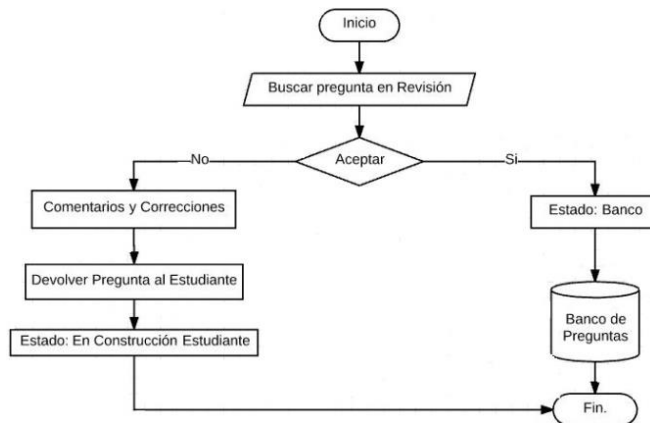 Inicio
Buscar pregunta en Revisión
No
Aceptar
Si
Comentarios y Correcciones
Estado: Banco
Devolver Pregunta al Estudiante
Banco de
Preguntas
Estado: En Construcción Estudiante
Fin.